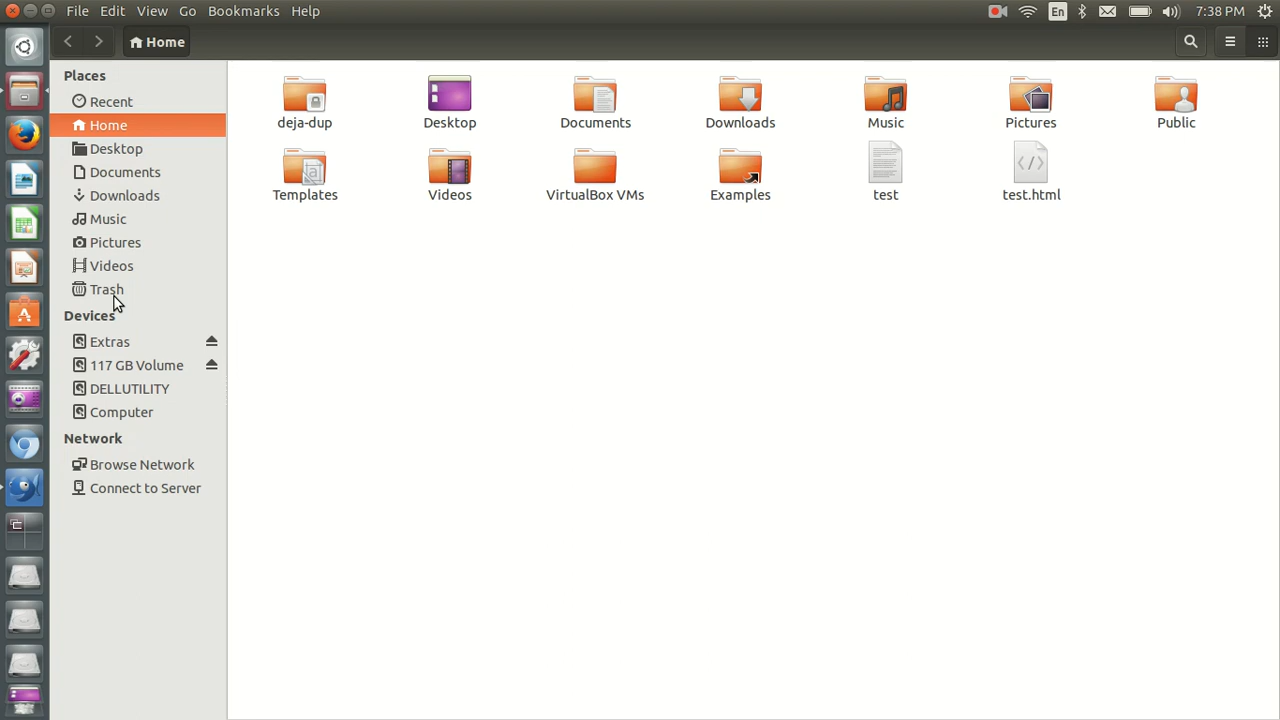 File Edit View Go Bookmarks Help
En
7:38 PM
Home
Places
Recent
Home
Desktop
Documents
Downloads
Music
Pictures
Videos
Trash
Devices
Extras
117 GB Volume
DELLUTILITY
Computer
Network
Browse Network
Connect to Server
deja-dup Desktop Documents Downloads Music Pictures Public
Templates Videos VirtualBox VMs Examples test test.html